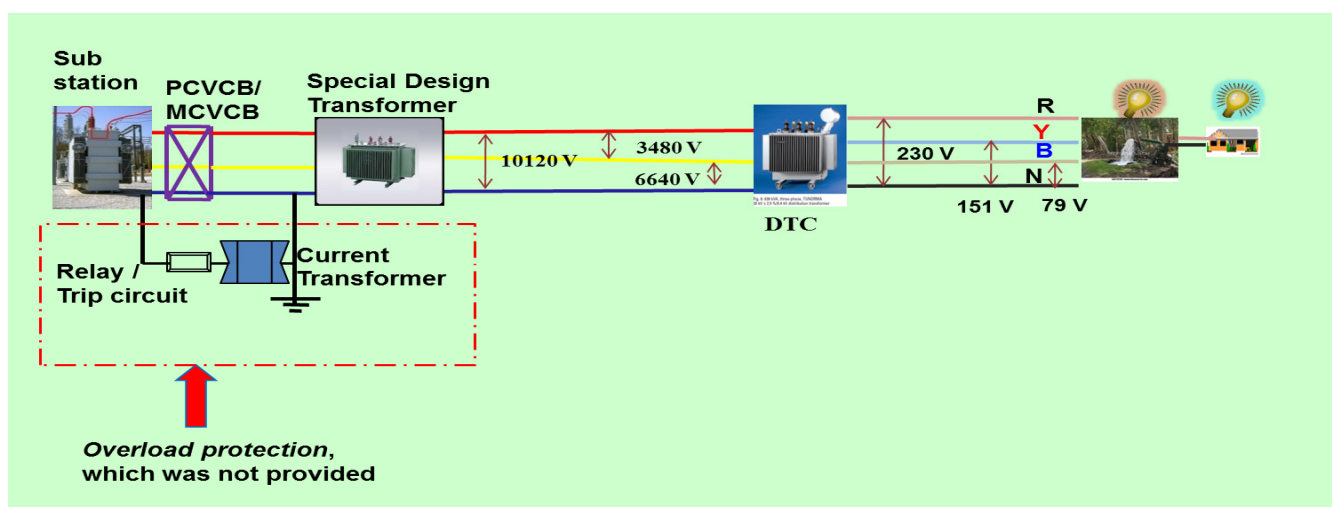 Sub
station
PCVCB/
MCVCB
Special Design
Transformer
10120 V
3480 V
6640 V
DTC
R
Y
B
N
230 V
151 V
79 V
Relay /
Trip circuit
Current
Transformer
Overload protection,
which was not provided